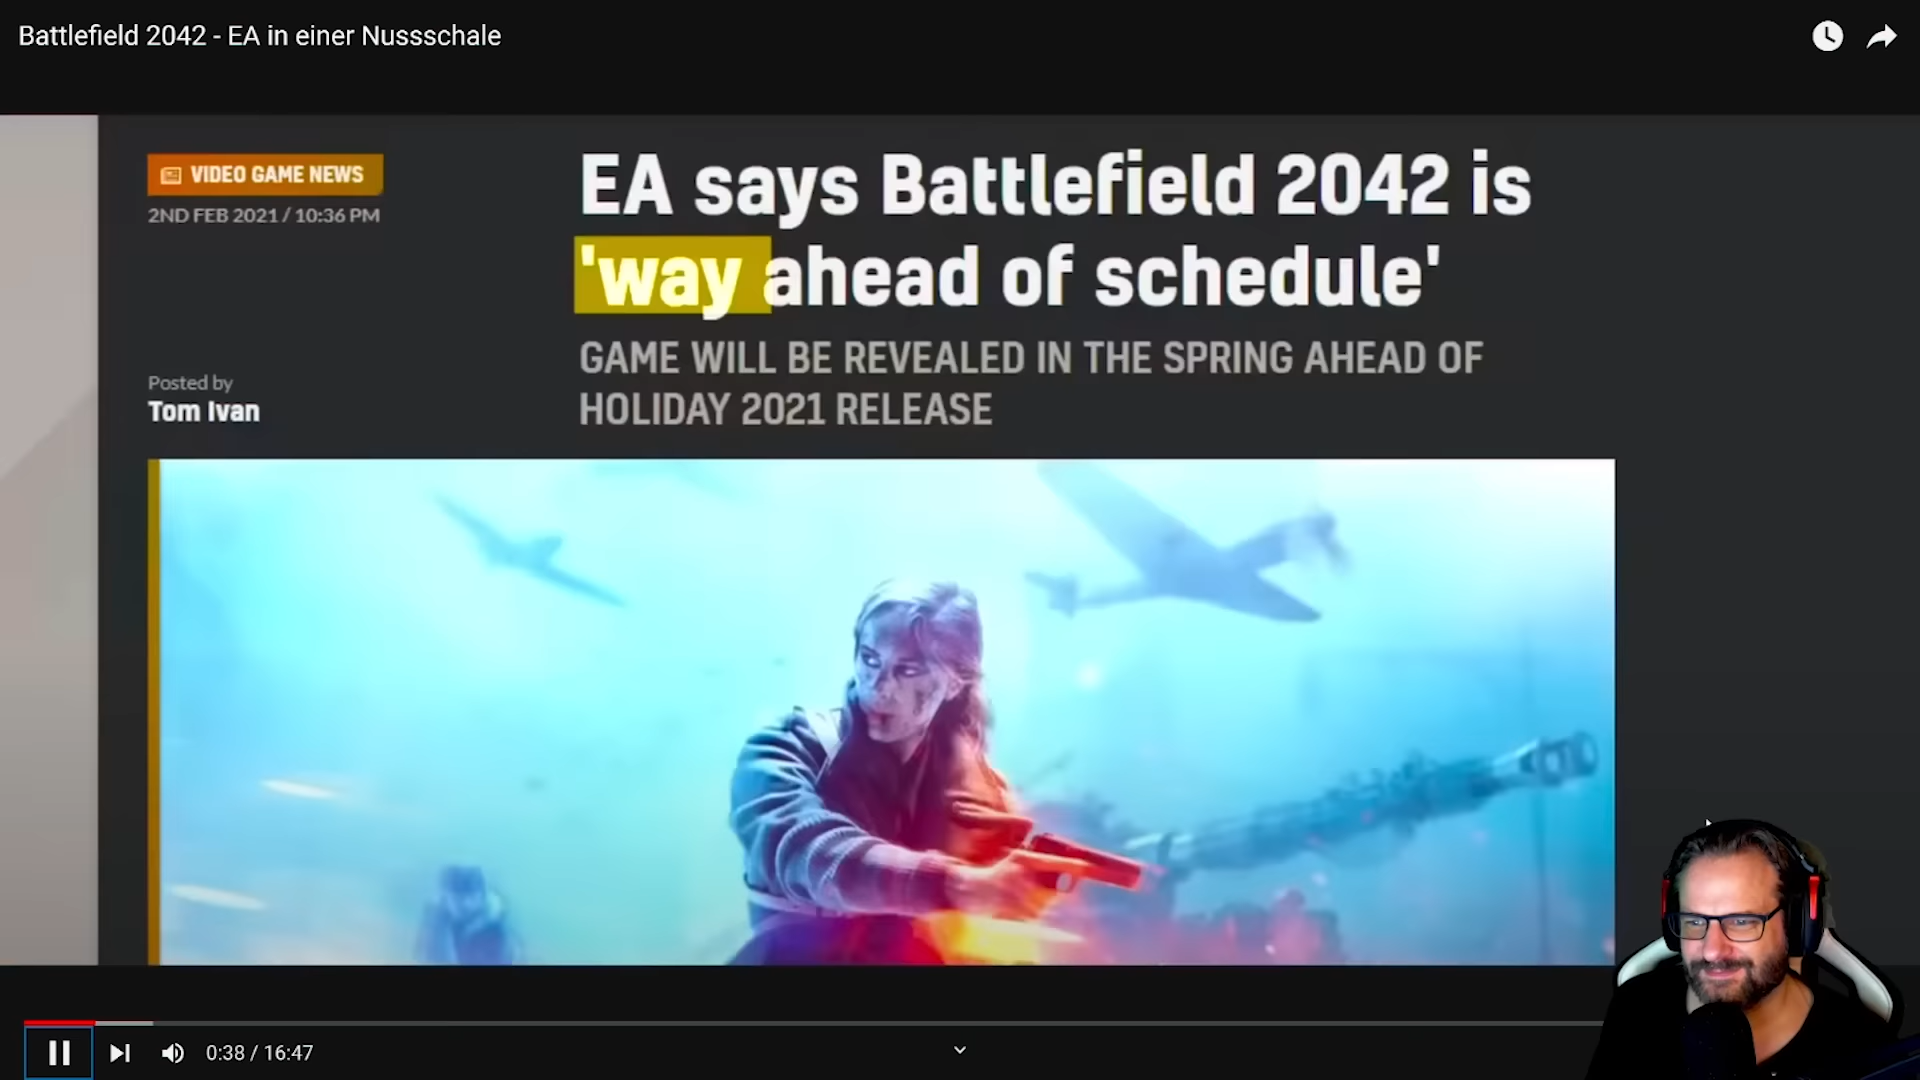 Battlefield 2042 - EA in einer Nussschale
VIDEO GAME NEWS
2ND FEB 2021 / 10:36 PM
EA says Battlefield 2042 is
'way ahead of schedule'
GAME WILL BE REVEALED IN THE SPRING AHEAD OF
HOLIDAY 2021 RELEASE
Posted by
Tom Ivan
0:38 / 16:47